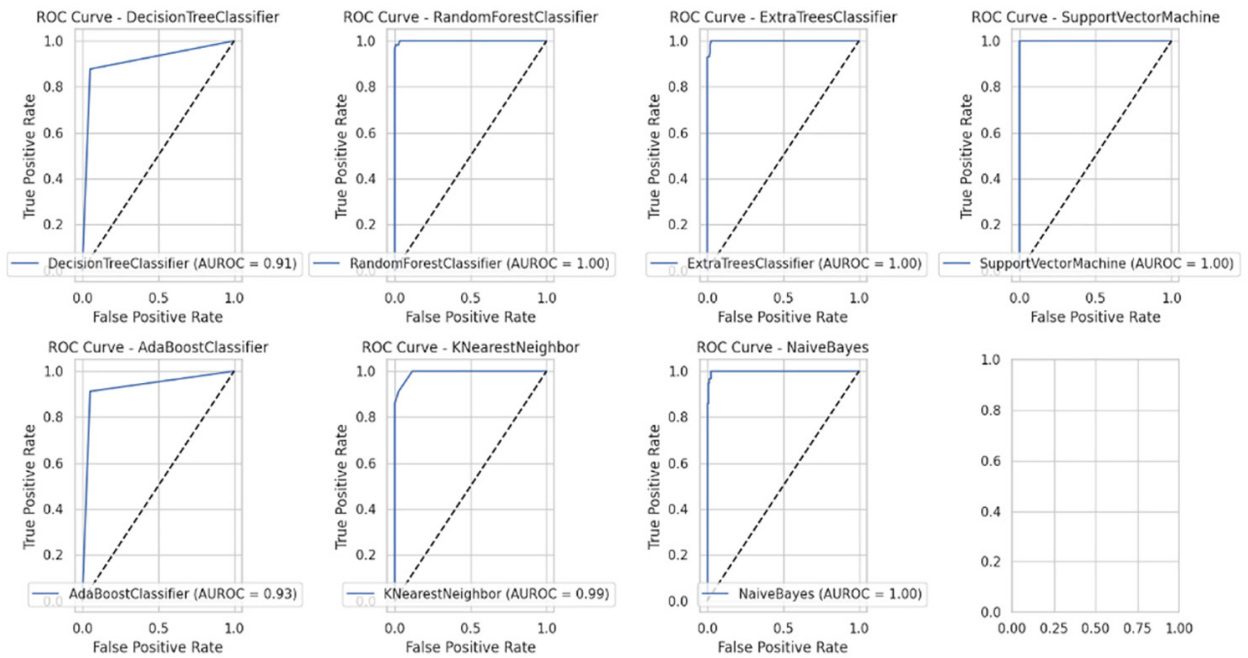 ROC Curve - DecisionTreeClassifier
True Positive Rate
1.0
0.8
0.6
0.4
0.2
0.0
DecisionTreeClassifier (AUROC = 0.91)
0.0 0.5 1.0
False Positive Rate
ROC Curve - RandomForestClassifier
True Positive Rate
1.0
0.8
0.6
0.4
0.2
RandomForestClassifier (AUROC = 1.00)
0.0 0.5 1.0
False Positive Rate
ROC Curve - ExtraTreesClassifier
True Positive Rate
1.0
0.8
0.6
0.4
0.2
ExtraTreesClassifier (AUROC = 1.00)
0.0 0.5 1.0
False Positive Rate
ROC Curve - SupportVectorMachine
True Positive Rate
1.0
0.8
0.6
0.4
0.2
SupportVectorMachine (AUROC = 1.00)
0.0 0.5 1.0
False Positive Rate
ROC Curve - AdaBoostClassifier
True Positive Rate
1.0
0.8
0.6
0.4
0.2
0.0
AdaBoostClassifier (AUROC = 0.93)
0.0 0.5 1.0
False Positive Rate
ROC Curve - KNearestNeighbor
True Positive Rate
1.0
0.8
0.6
0.4
0.2
0.0
KNearestNeighbor (AUROC = 0.99)
0.0 0.5 1.0
False Positive Rate
ROC Curve - NaiveBayes
True Positive Rate
1.0
0.8
0.6
0.4
0.2
0.0
NaiveBayes (AUROC = 1.00)
0.0 0.5 1.0
False Positive Rate
1.0
0.8
0.6
0.4
0.2
0.0
0.00 0.25 0.50 0.75 1.00